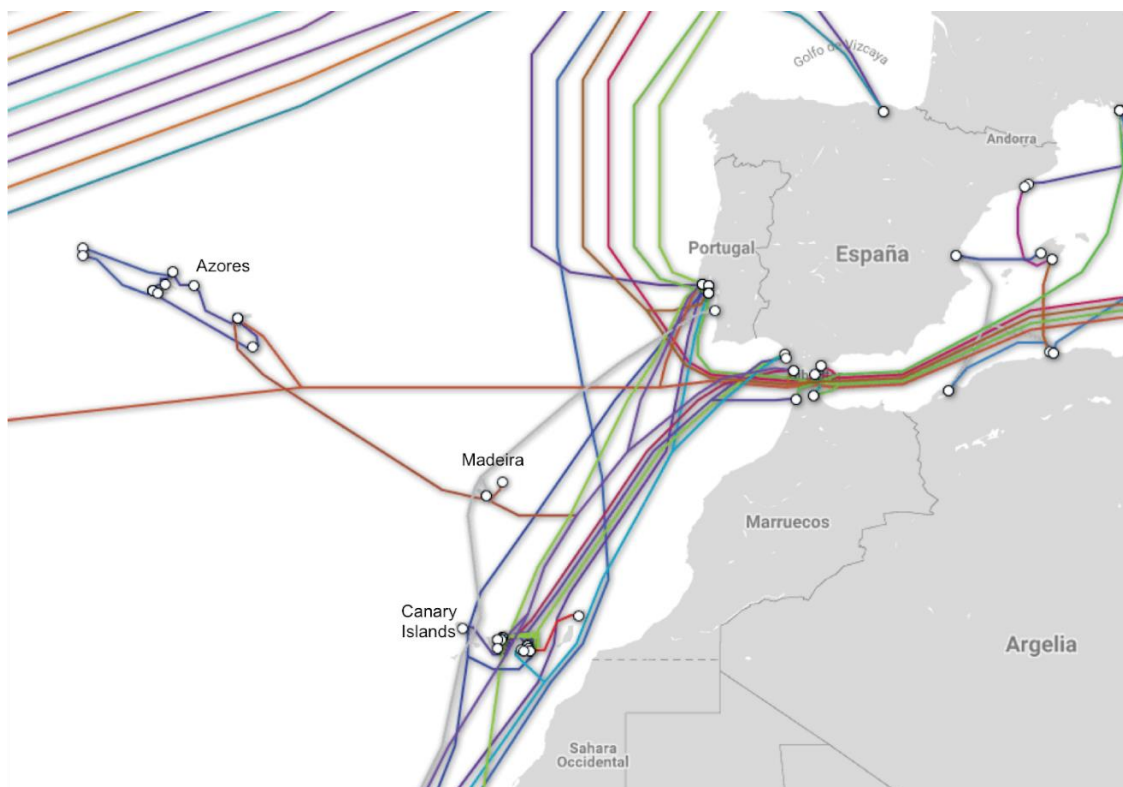 Golfo de Vizcaya
Andorra
Portugal
España
Azores
Madeira
Marruecos
Canary
Islands
Argelia
Sahara
Occidental